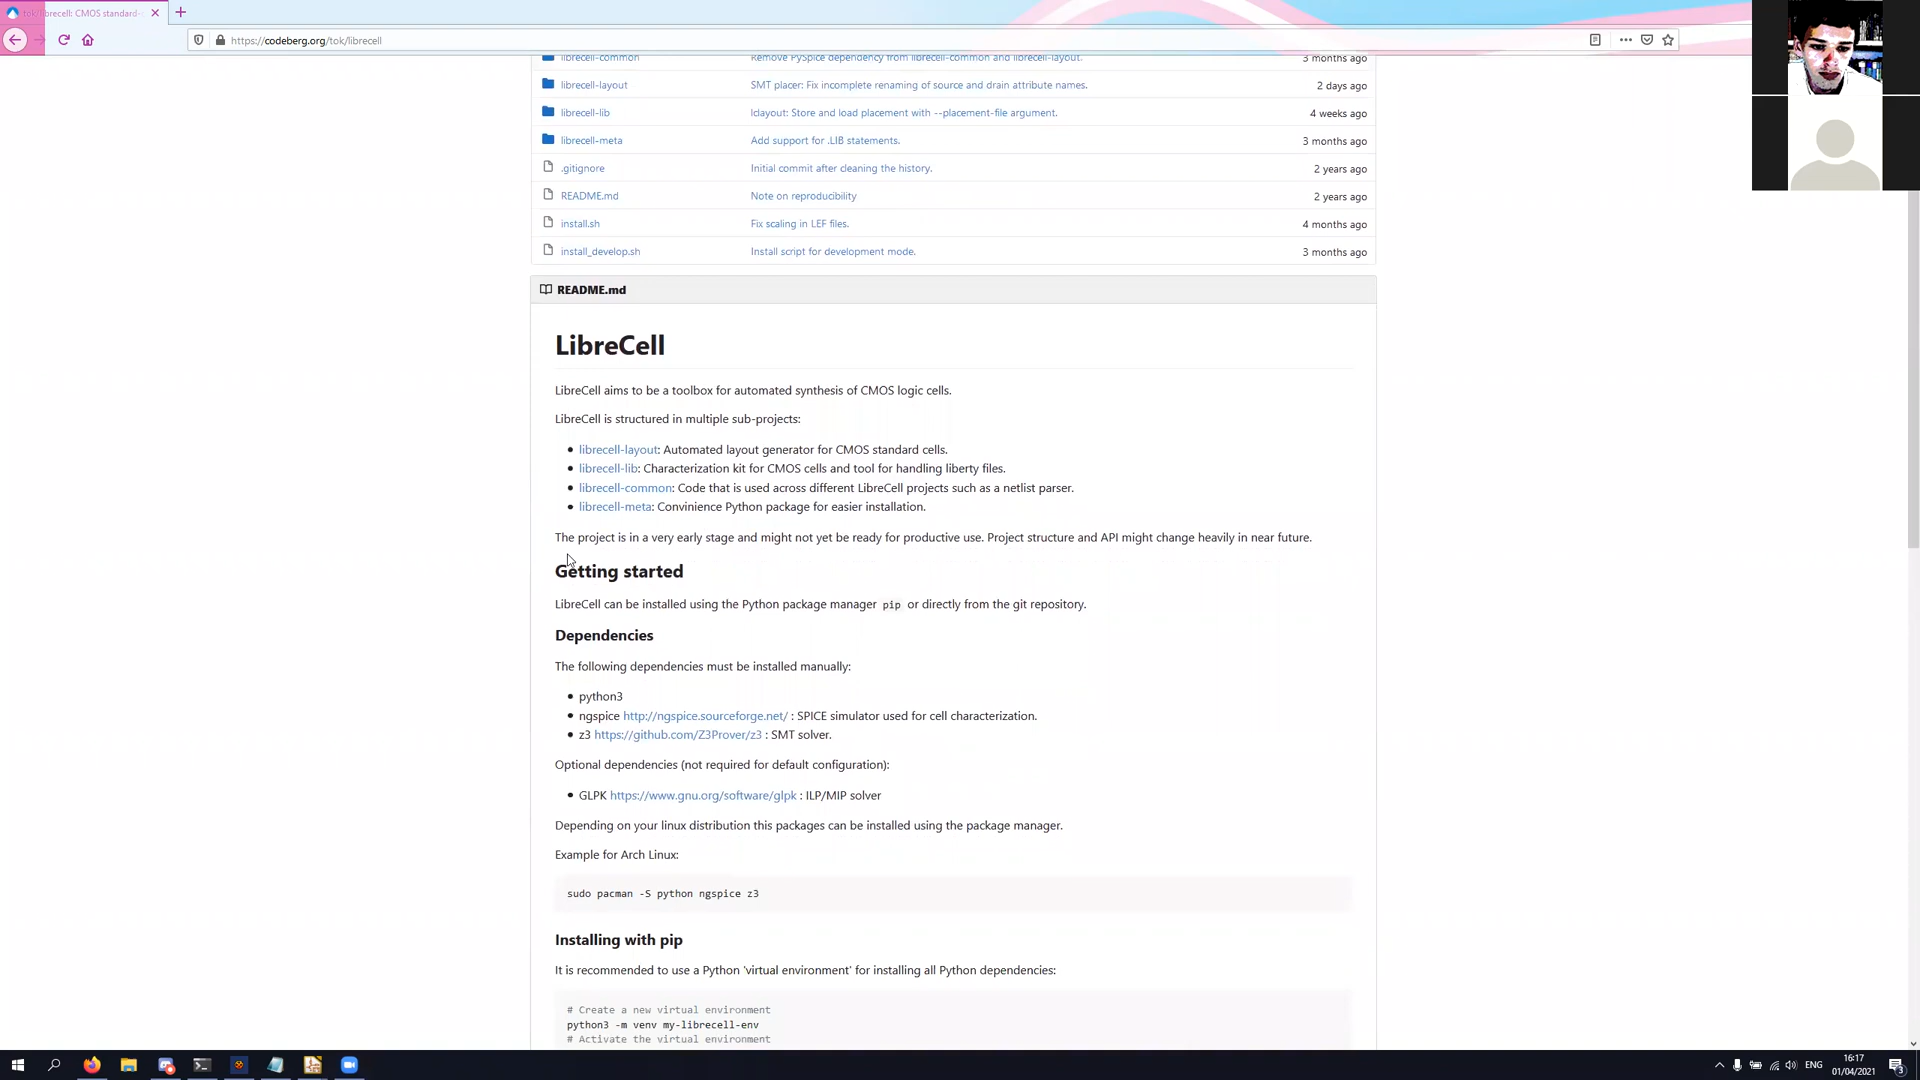 tok/librecell: CMOS standard-c
https://codeberg.org/tok/librecell
librecell-common Remove PySpice dependency from librecell-common and librecell-layout. 3 months ago
librecell-layout SMT placer: Fix incomplete renaming of source and drain attribute names. 2 days ago
librecell-lib lclayout: Store and load placement with --placement-file argument. 4 weeks ago
librecell-meta Add support for .LIB statements. 3 months ago
.gitignore Initial commit after cleaning the history. 2 years ago
README.md Note on reproducibility 2 years ago
install.sh Fix scaling in LEF files. 4 months ago
install_develop.sh Install script for development mode. 3 months ago
README.md
LibreCell
LibreCell aims to be a toolbox for automated synthesis of CMOS logic cells.
LibreCell is structured in multiple sub-projects:
• librecell-layout: Automated layout generator for CMOS standard cells.
• librecell-lib: Characterization kit for CMOS cells and tool for handling liberty files.
• librecell-common: Code that is used across different LibreCell projects such as a netlist parser.
• librecell-meta: Convinience Python package for easier installation.
The project is in a very early stage and might not yet be ready for productive use. Project structure and API might change heavily in near future.
Getting started
LibreCell can be installed using the Python package manager pip or directly from the git repository.
Dependencies
The following dependencies must be installed manually:
• python3
• ngspice http://ngspice.sourceforge.net/ : SPICE simulator used for cell characterization.
• z3 https://github.com/Z3Prover/z3 : SMT solver.
Optional dependencies (not required for default configuration):
• GLPK https://www.gnu.org/software/glpk : ILP/MIP solver
Depending on your linux distribution this packages can be installed using the package manager.
Example for Arch Linux:
sudo pacman -S python ngspice z3
Installing with pip
It is recommended to use a Python 'virtual environment' for installing all Python dependencies:
# Create a new virtual environment
python3 -m venv my-librecell-env
# Activate the virtual environment
ENG
16:17
01/04/2021
3